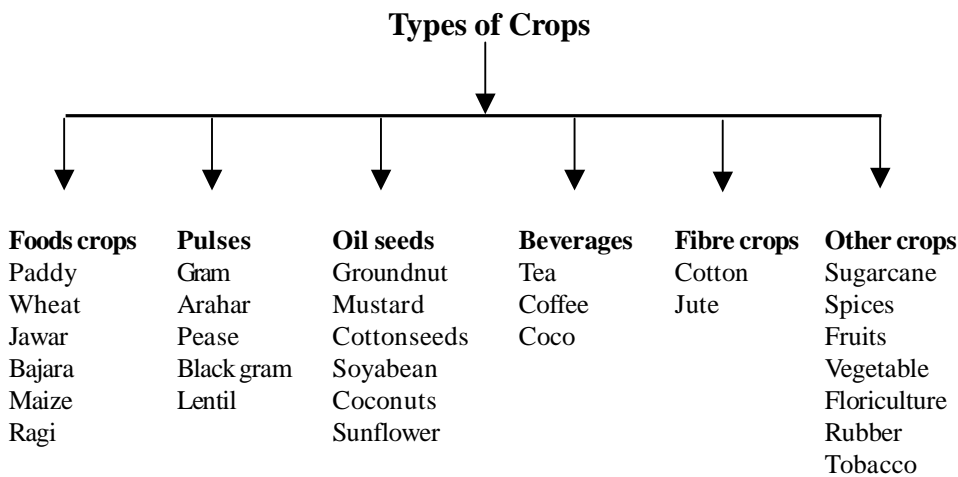 Types of Crops
Foods crops
Paddy
Wheat
Jawar
Bajara
Maize
Ragi
Pulses
Gram
Arahar
Pease
Black gram
Lentil
Oil seeds
Groundnut
Mustard
Cottonseeds
Soyabean
Coconuts
Sunflower
Beverages
Tea
Coffee
Coco
Fibre crops
Cotton
Jute
Other crops
Sugarcane
Spices
Fruits
Vegetable
Floriculture
Rubber
Tobacco